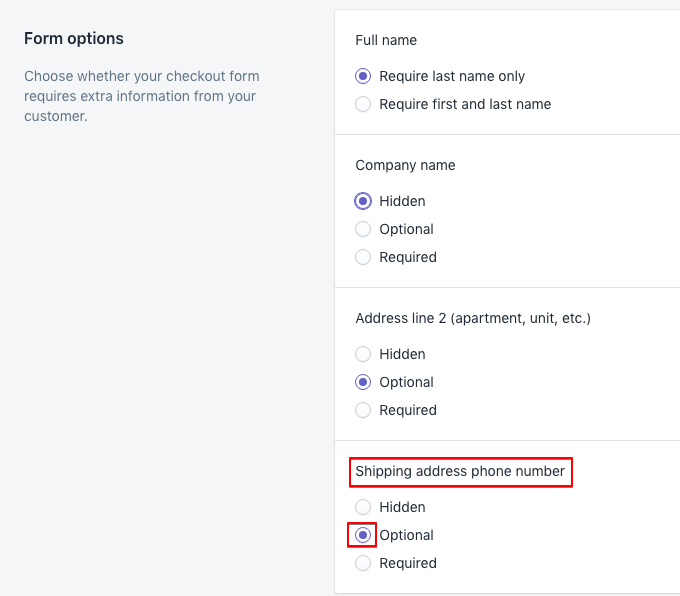 Form options
Choose whether your checkout form
requires extra information from your
customer.
Full name
Require last name only
Require first and last name
Company name
Hidden
Optional
Required
Address line 2 (apartment, unit, etc.)
Hidden
Optional
Required
Shipping address phone number
Hidden
Optional
Required